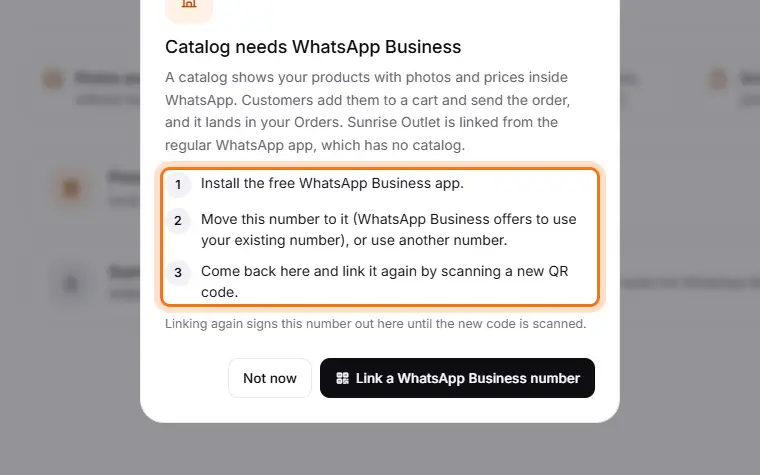 Catalog needs WhatsApp Business
A catalog shows your products with photos and prices inside
WhatsApp. Customers add them to a cart and send the order,
and it lands in your Orders. Sunrise Outlet is linked from the
regular WhatsApp app, which has no catalog.
1 Install the free WhatsApp Business app.
2 Move this number to it (WhatsApp Business offers to use
your existing number), or use another number.
3 Come back here and link it again by scanning a new QR
code.
Linking again signs this number out here until the new code is scanned.
Not now
Link a WhatsApp Business number